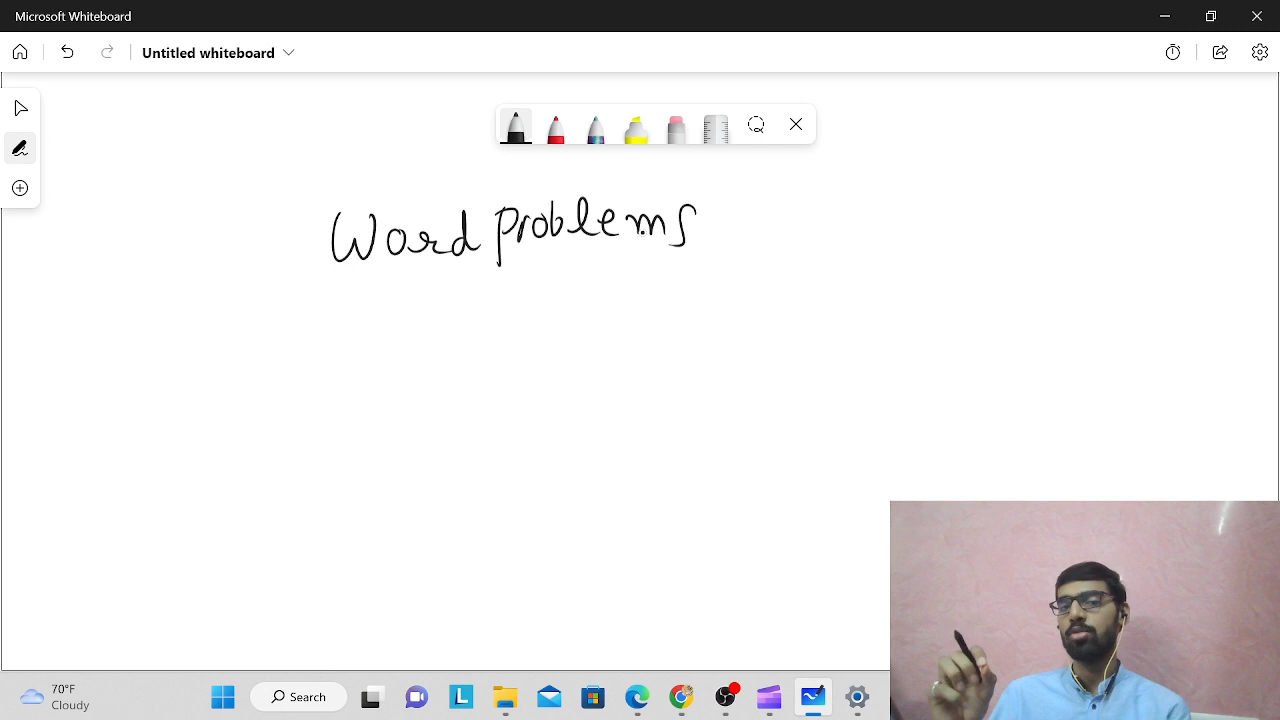 Microsoft Whiteboard
Untitled whiteboard
Word problems
70°F
Cloudy
Search
L